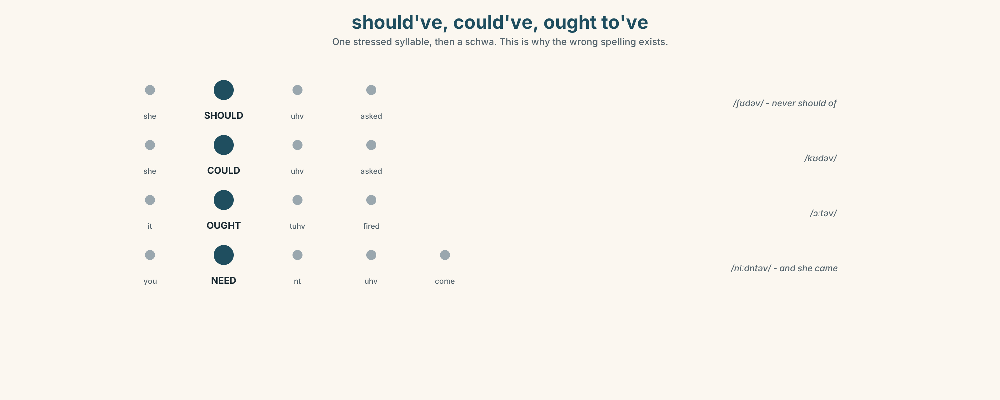 should've, could've, ought to've
One stressed syllable, then a schwa. This is why the wrong spelling exists.
she SHOULD uhv asked
/ʃʊdəv/ - never should of
she COULD uhv asked
/kʊdəv/
it OUGHT tuhv fired
/ɔːtəv/
you NEED nt uhv come
/niːdntəv/ - and she came